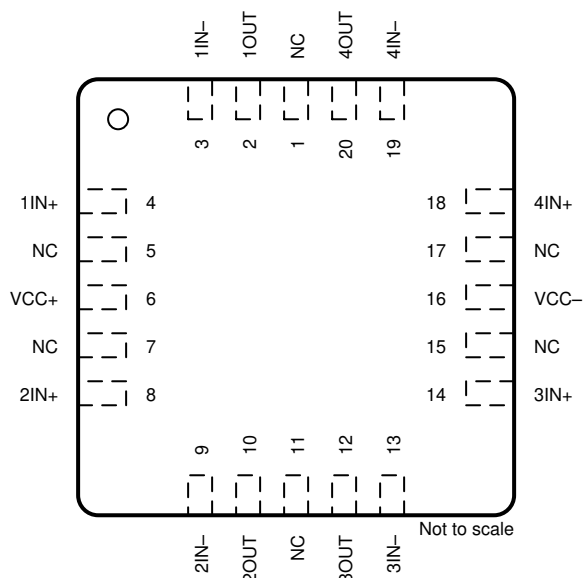 1IN–
1OUT
NC
4OUT
4IN–
3
2
1
20
19
1IN+
4
18
4IN+
NC
5
17
NC
VCC+
6
16
VCC–
NC
7
15
NC
2IN+
8
14
3IN+
9
10
11
12
13
Not to scale
2IN–
2OUT
NC
3OUT
3IN–